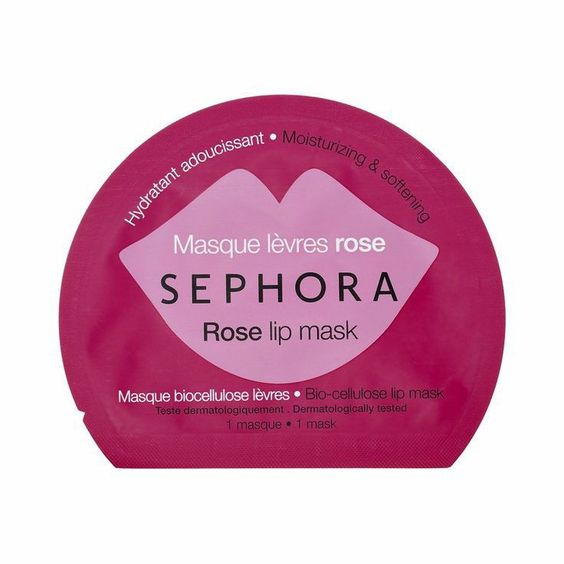 Hydratant adoucissant • Moisturizing & softening
Masque lèvres rose
SEPHORA
Rose lip mask
Masque biocellulose lèvres • Bio-cellulose lip mask
Teste dermatologiquement . Dermatologically tested
1 masque • 1 mask